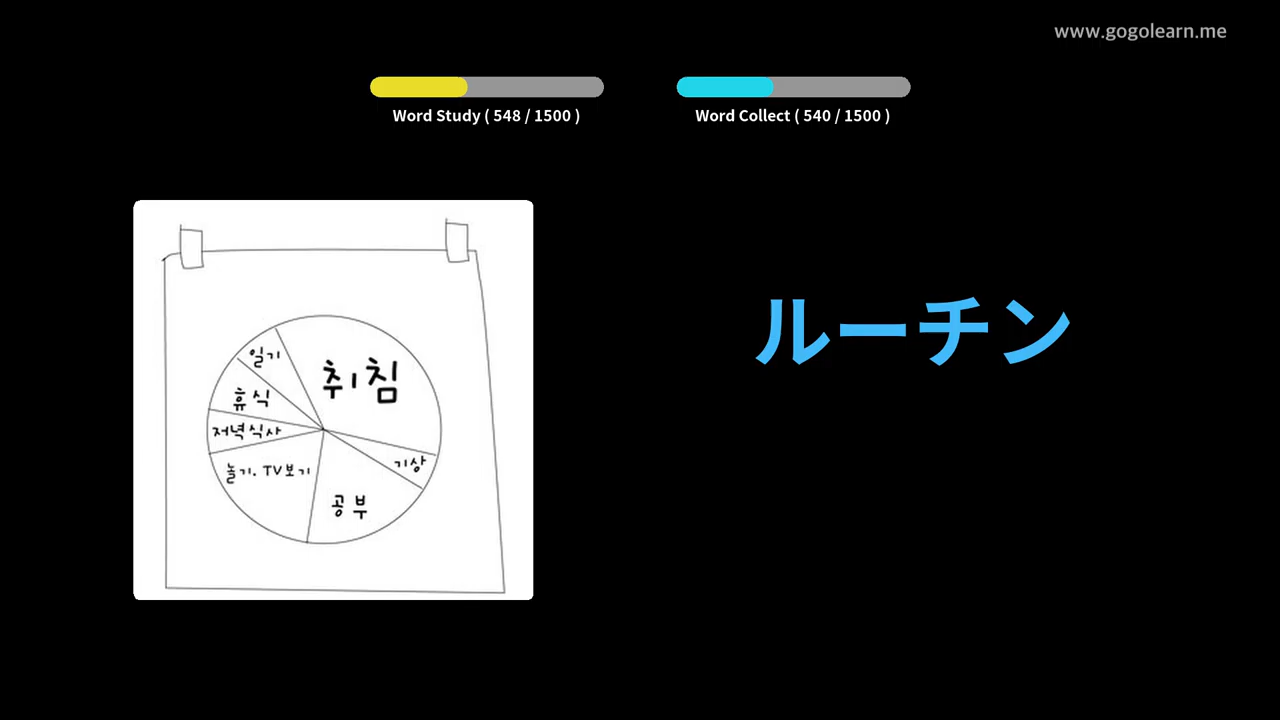 www.gogolearn.me
Word Study ( 548 / 1500 )
Word Collect ( 540 / 1500 )
ルーチン
일기
취침
휴식
저녁식사
기상
놀기. TV보기
공부